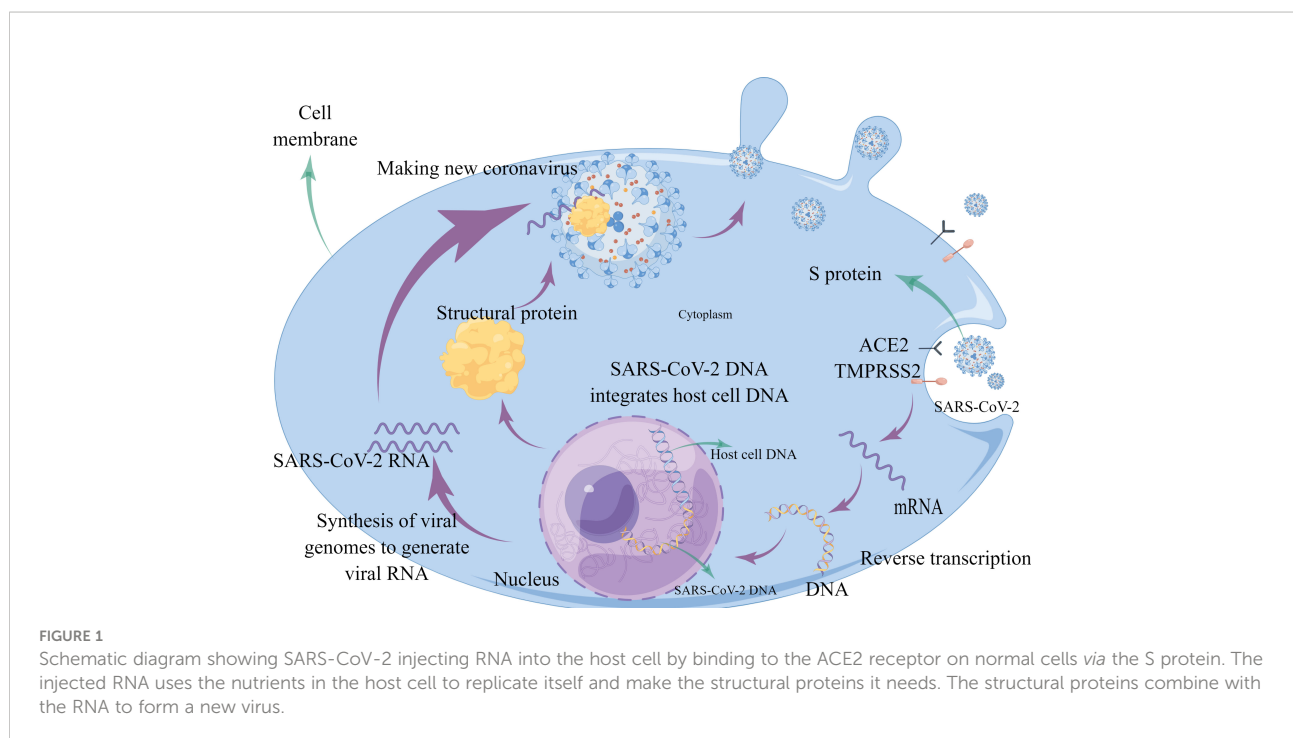 Cell
membrane
Making new coronavirus
S protein
Structural protein
Cytoplasm
ACE2
TMPRSS2
SARS-CoV-2
SARS-CoV-2 DNA
integrates host cell DNA
Host cell DNA
SARS-CoV-2 RNA
mRNA
Synthesis of viral
genomes to generate
viral RNA
Reverse transcription
Nucleus
SARS-CoV-2 DNA
DNA
FIGURE 1
Schematic diagram showing SARS-CoV-2 injecting RNA into the host cell by binding to the ACE2 receptor on normal cells via the S protein. The
injected RNA uses the nutrients in the host cell to replicate itself and make the structural proteins it needs. The structural proteins combine with
the RNA to form a new virus.